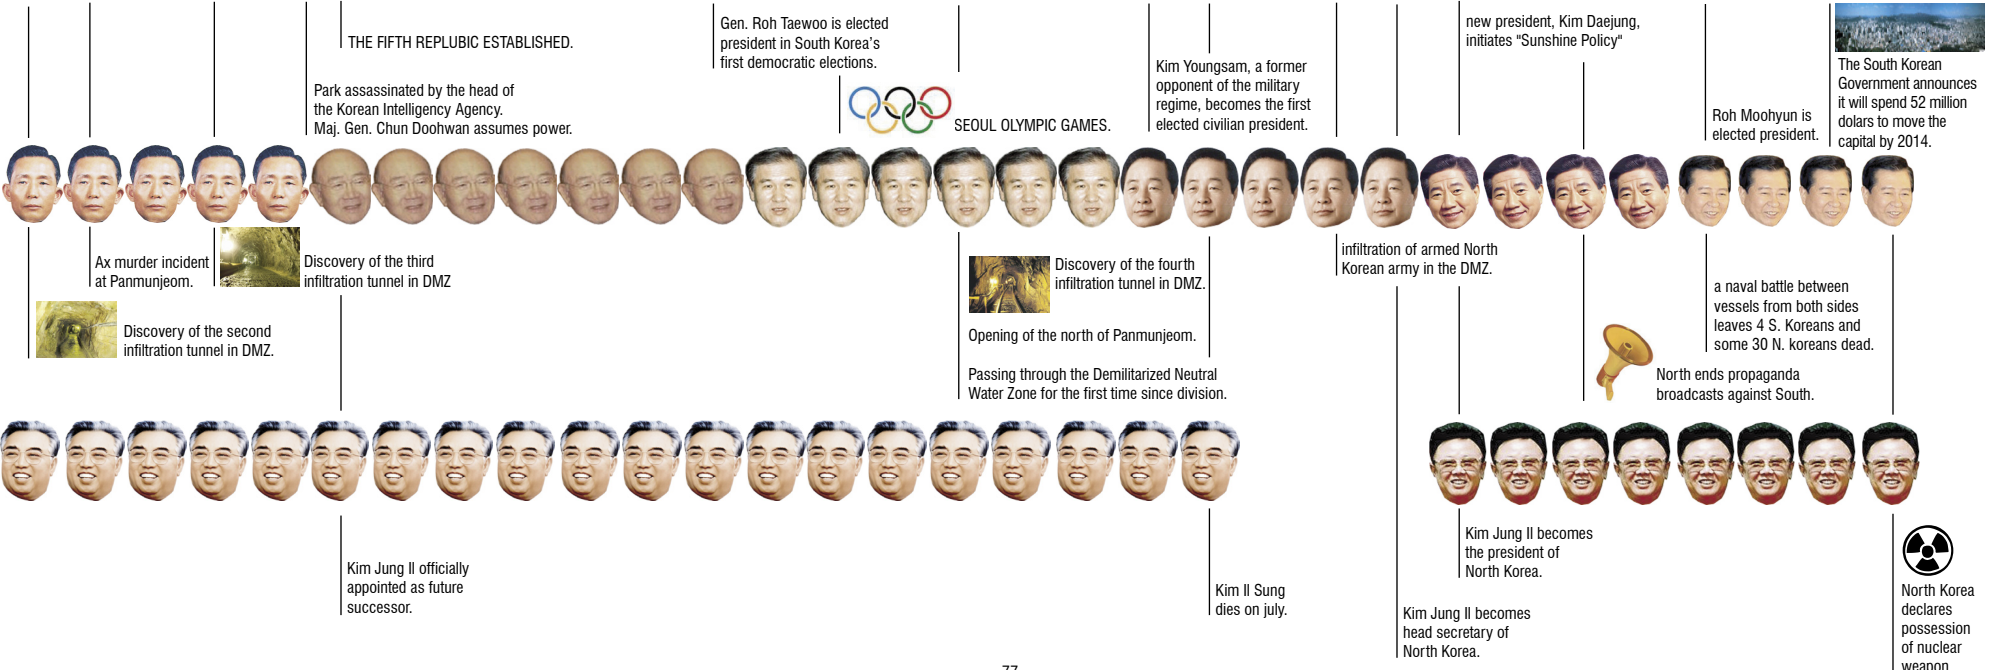 THE FIFTH REPLUBIC ESTABLISHED.
Park assassinated by the head of
the Korean Intelligency Agency.
Maj. Gen. Chun Doohwan assumes power.
Gen. Roh Taewoo is elected
president in South Korea's
first democratic elections.
SEOUL OLYMPIC GAMES.
Kim Youngsam, a former
opponent of the military
regime, becomes the first
elected civilian president.
new president, Kim Daejung,
initiates "Sunshine Policy"
Roh Moohyun is
elected president.
The South Korean
Government announces
it will spend 52 million
dolars to move the
capital by 2014.
Ax murder incident
at Panmunjeom.
Discovery of the third
infiltration tunnel in DMZ
Discovery of the second
infiltration tunnel in DMZ.
Discovery of the fourth
infiltration tunnel in DMZ.
Opening of the north of Panmunjeom.
Passing through the Demilitarized Neutral
Water Zone for the first time since division.
infiltration of armed North
Korean army in the DMZ.
a naval battle between
vessels from both sides
leaves 4 S. Koreans and
some 30 N. koreans dead.
North ends propaganda
broadcasts against South.
Kim Jung Il officially
appointed as future
successor.
Kim Il Sung
dies on july.
Kim Jung Il becomes
the president of
North Korea.
Kim Jung Il becomes
head secretary of
North Korea.
North Korea
declares
possession
of nuclear
weapon
77